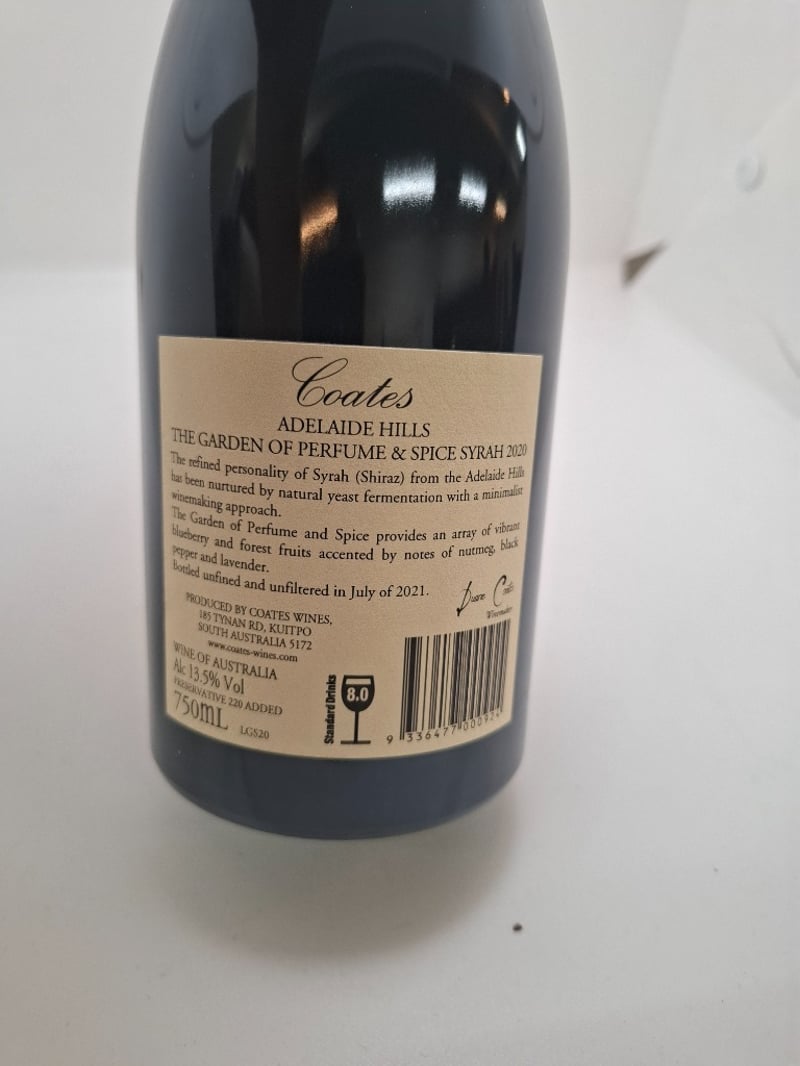 Coates
ADELAIDE HILLS
THE GARDEN OF PERFUME & SPICE SYRAH 2020
The refined personality of Syrah (Shiraz) from the Adelaide Hills
has been nurtured by natural yeast fermentation with a minimalist
winemaking approach.
The Garden of Perfume and Spice provides an array of vibrant
blueberry and forest fruits accented by notes of nutmeg, black
pepper and lavender.
Bottled unfined and unfiltered in July of 2021.
Duane Coates
Winemaker
PRODUCED BY COATES WINES,
185 TYNAN RD, KUITPO
SOUTH AUSTRALIA 5172
www.coates-wines.com
WINE OF AUSTRALIA
Alc 13.5% Vol
PRESERVATIVE 220 ADDED
750mL LGS20
Standard Drinks
8.0